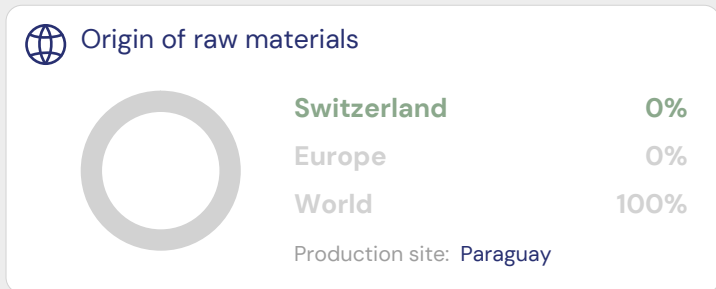 Origin of raw materials
Switzerland 0%
Europe 0%
World 100%
Production site: Paraguay